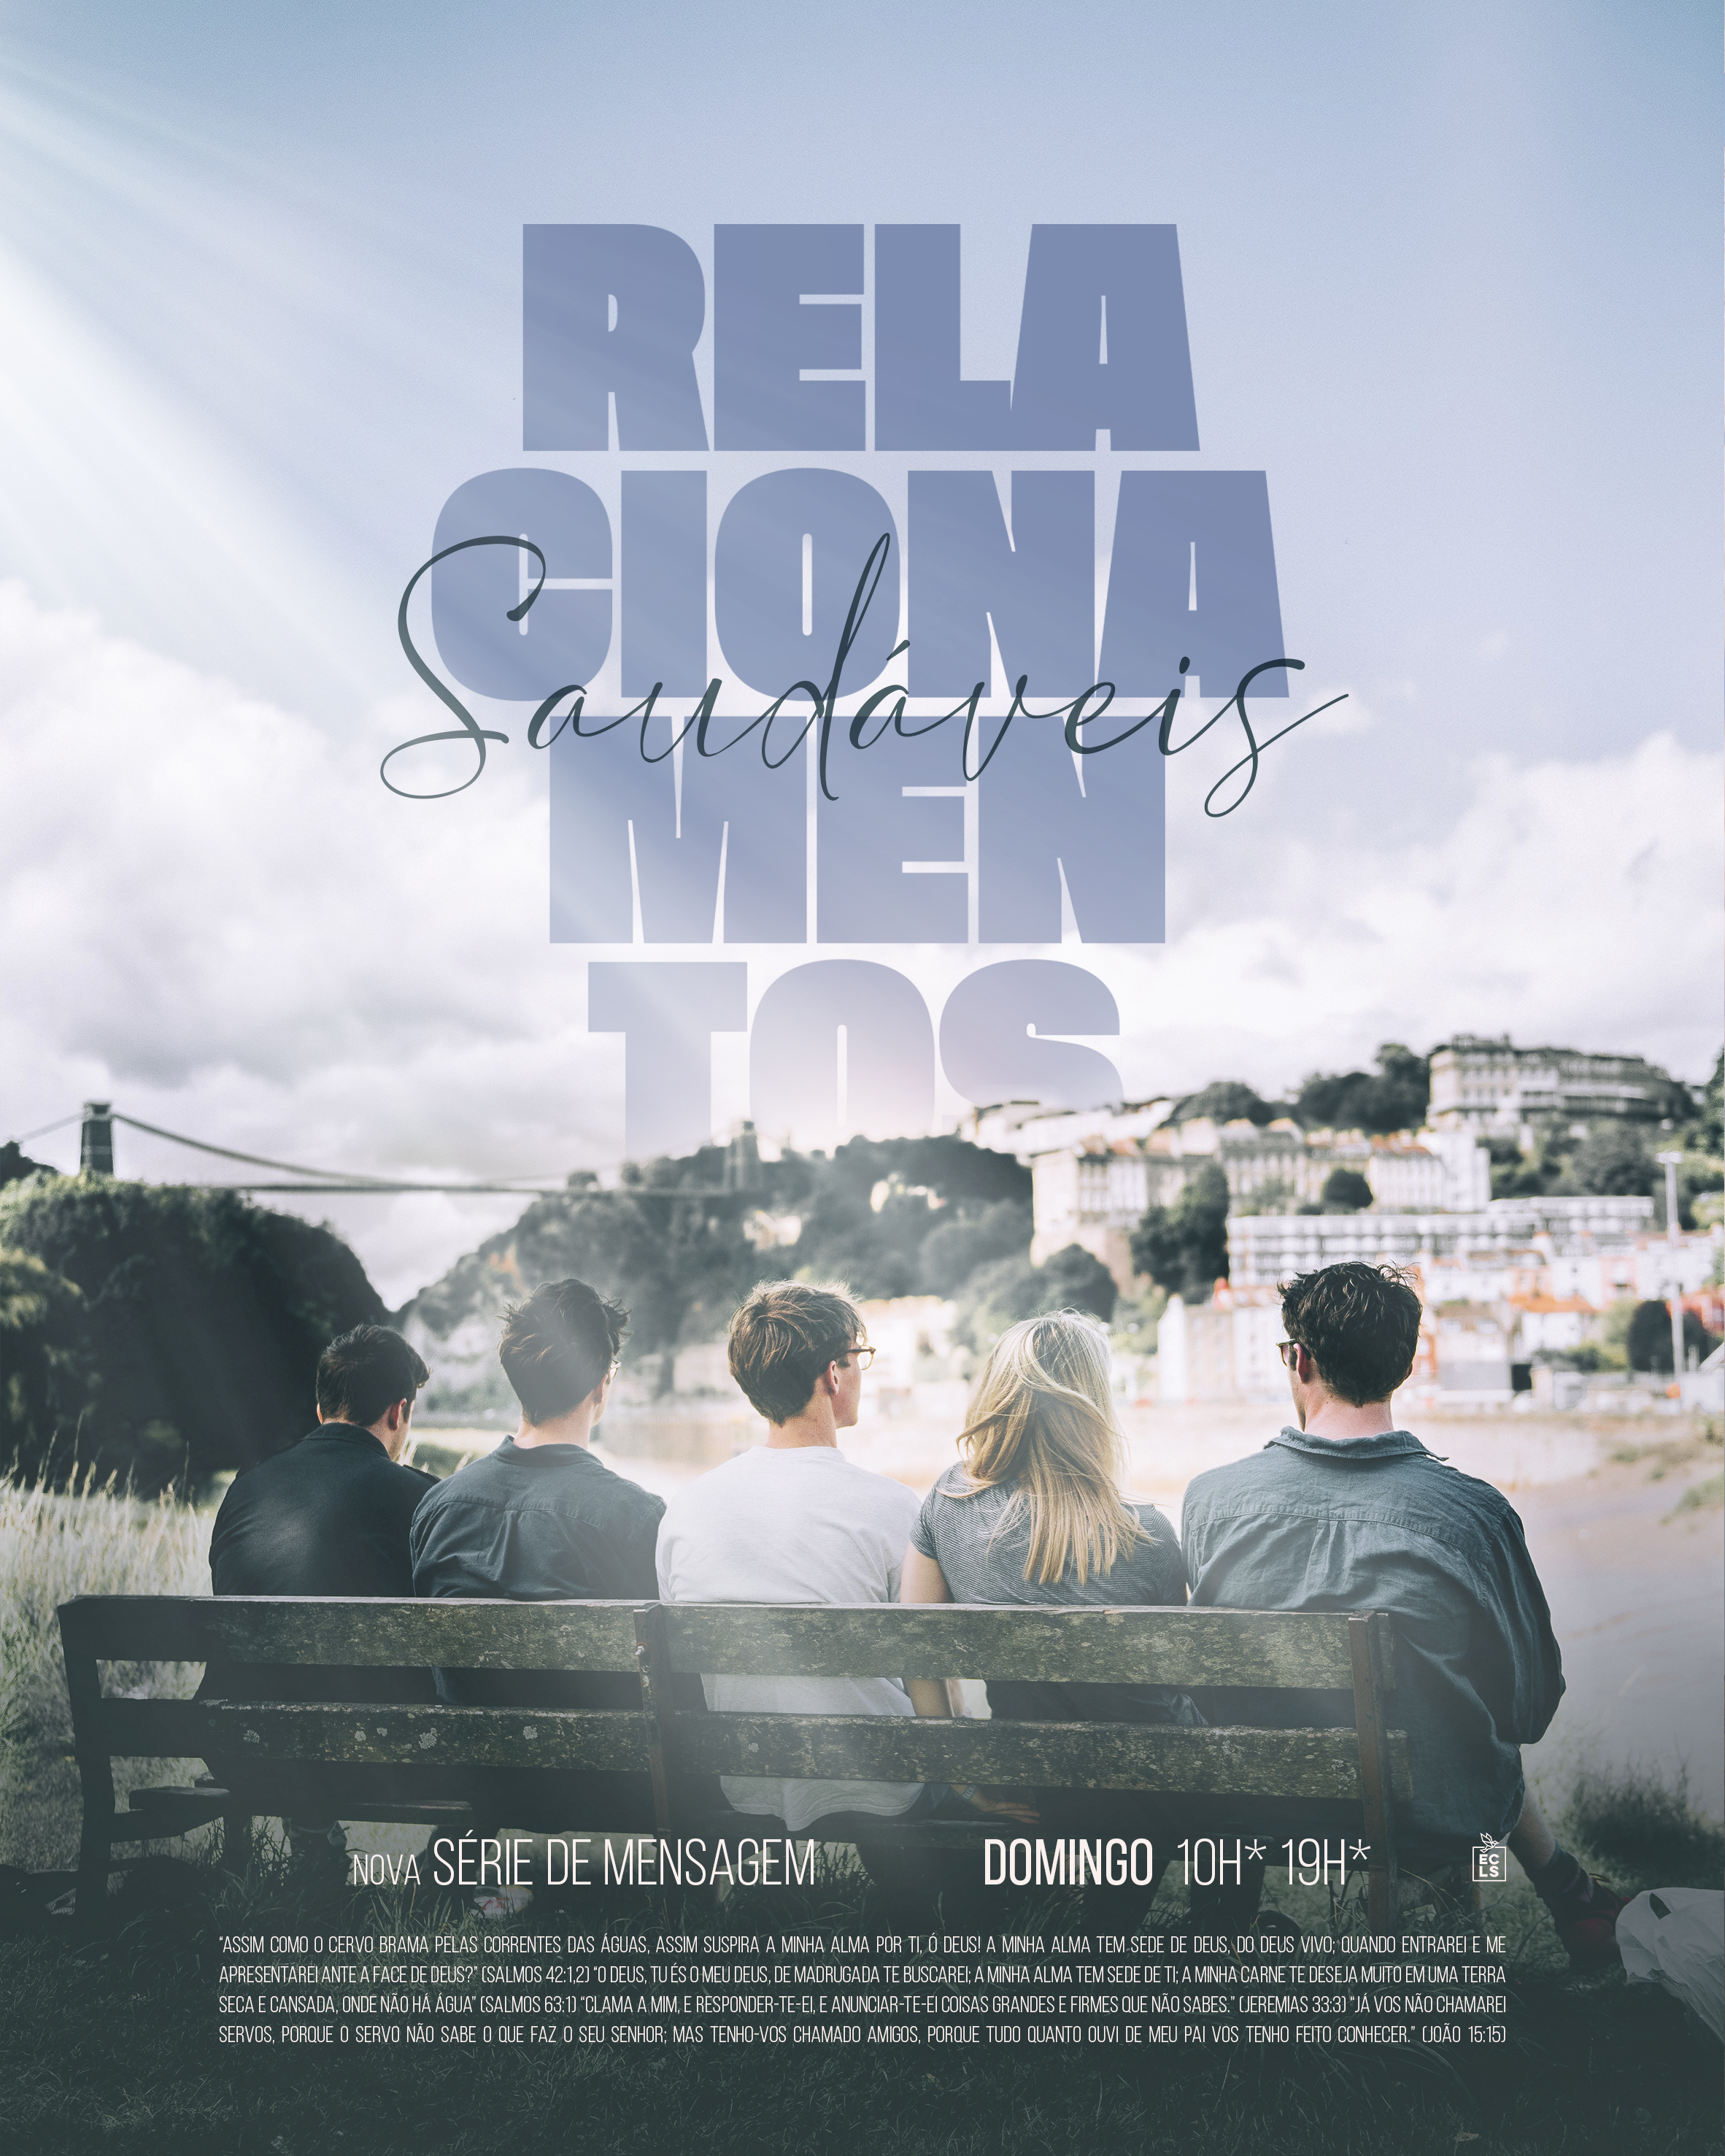 RELA
CIONA
MEN
TOS
Saudáveis
NOVA SÉRIE DE MENSAGEM
DOMINGO 10H* 19H*
EC
LS
"ASSIM COMO O CERVO BRAMA PELAS CORRENTES DAS ÁGUAS, ASSIM SUSPIRA A MINHA ALMA POR TI, Ó DEUS! A MINHA ALMA TEM SEDE DE DEUS, DO DEUS VIVO; QUANDO ENTRAREI E ME
APRESENTAREI ANTE A FACE DE DEUS?" (SALMOS 42:1,2) "O DEUS, TU ÉS O MEU DEUS, DE MADRUGADA TE BUSCAREI; A MINHA ALMA TEM SEDE DE TI; A MINHA CARNE TE DESEJA MUITO EM UMA TERRA
SECA E CANSADA, ONDE NÃO HÁ ÁGUA" (SALMOS 63:1) "CLAMA A MIM, E RESPONDER-TE-EI, E ANUNCIAR-TE-EI COISAS GRANDES E FIRMES QUE NÃO SABES." (JEREMIAS 33:3) "JÁ VOS NÃO CHAMAREI
SERVOS, PORQUE O SERVO NÃO SABE O QUE FAZ O SEU SENHOR; MAS TENHO-VOS CHAMADO AMIGOS, PORQUE TUDO QUANTO OUVI DE MEU PAI VOS TENHO FEITO CONHECER." (JOÃO 15:15)